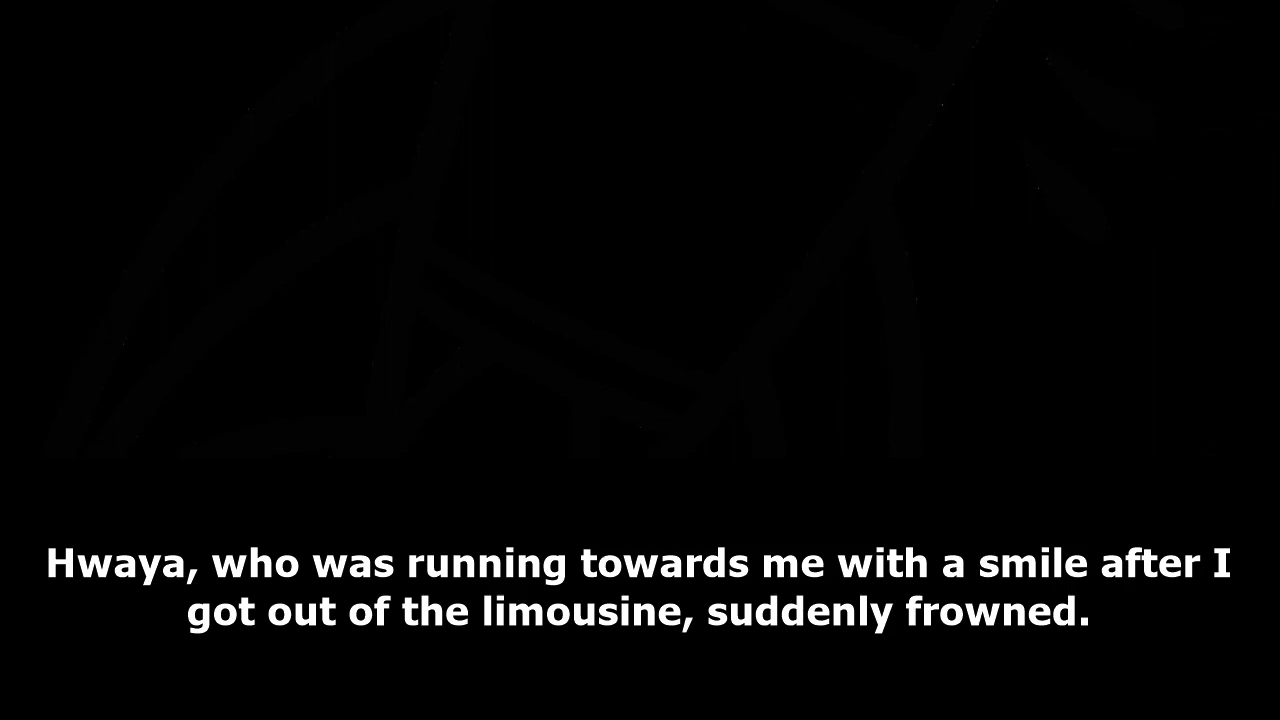 Hwaya, who was running towards me with a smile after I
got out of the limousine, suddenly frowned.